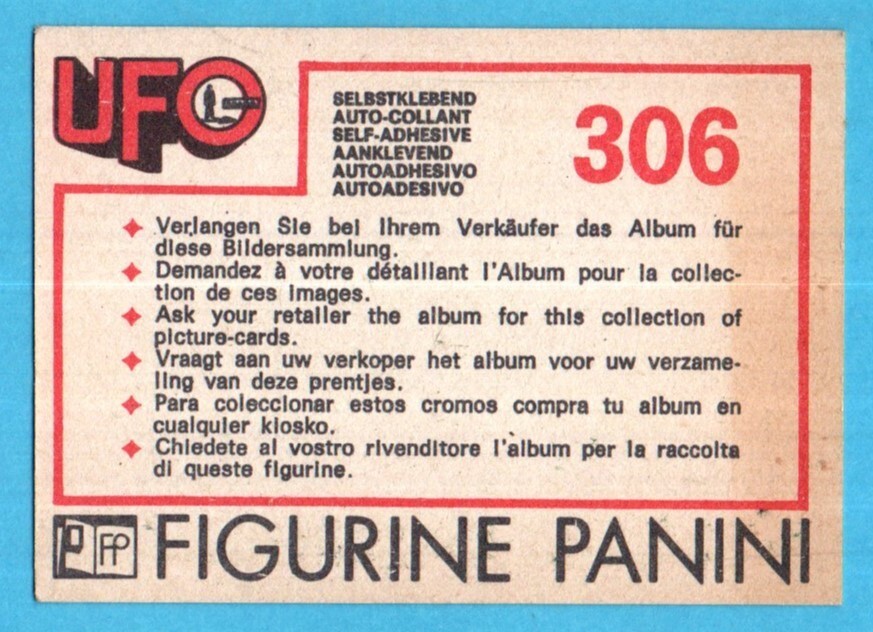 UFO
SELBSTKLEBEND
AUTO-COLLANT
SELF-ADHESIVE
AANKLEVEND
AUTOADHESIVO
AUTOADESIVO
306
Verlangen Sie bei Ihrem Verkäufer das Album für
diese Bildersammlung.
Demandez à votre détaillant l'Album pour la collec-
tion de ces images.
Ask your retailer the album for this collection of
picture-cards.
Vraagt aan uw verkoper het album voor uw verzame-
ling van deze prentjes.
Para coleccionar estos cromos compra tu album en
cualquier kiosko.
Chiedete al vostro rivenditore l'album per la raccolta
di queste figurine.
P FP FIGURINE PANINI